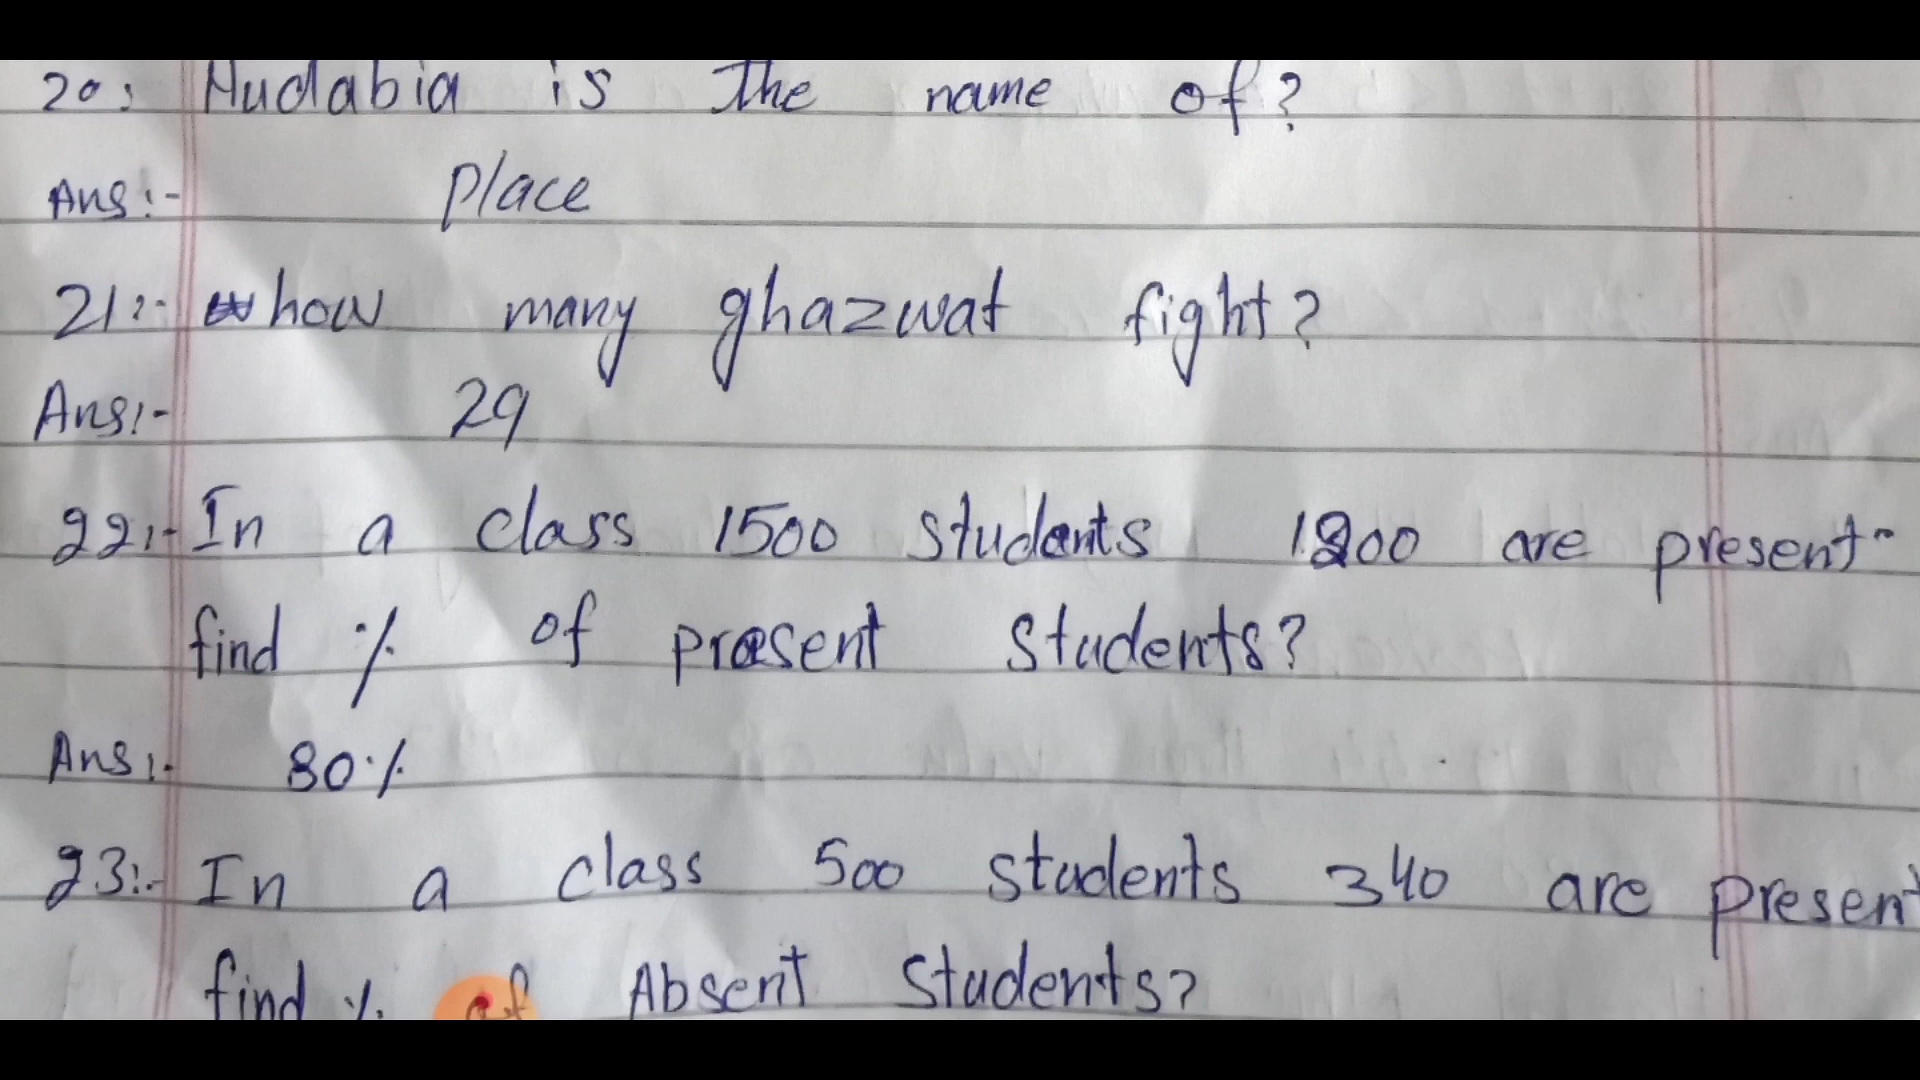 20: Hudabia is The name of?
Ans:- place
21:- how many ghazwat fight?
Ans:- 29
22:- In a class 1500 students 1200 are present
find % of present students?
Ans:- 80%
23:- In a class 500 students 340 are present
find % of Absent students?